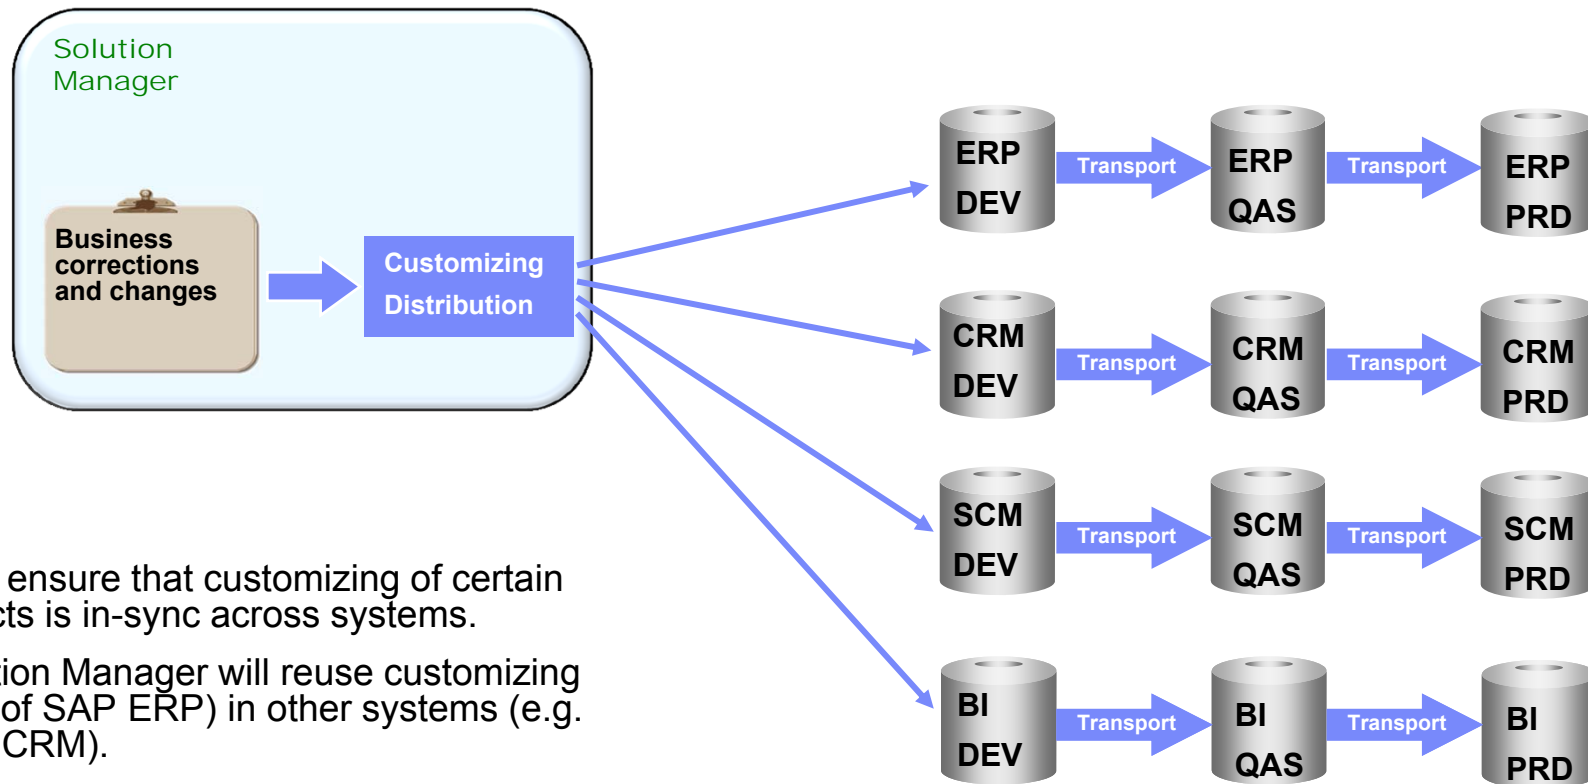 Solution
Manager
Business
corrections
and changes
Customizing
Distribution
ERP
DEV
Transport
ERP
QAS
Transport
ERP
PRD
CRM
DEV
Transport
CRM
QAS
Transport
CRM
PRD
SCM
DEV
Transport
SCM
QAS
Transport
SCM
PRD
BI
DEV
Transport
BI
QAS
Transport
BI
PRD
ensure that customizing of certain
cts is in-sync across systems.
tion Manager will reuse customizing
of SAP ERP) in other systems (e.g.
CRM).